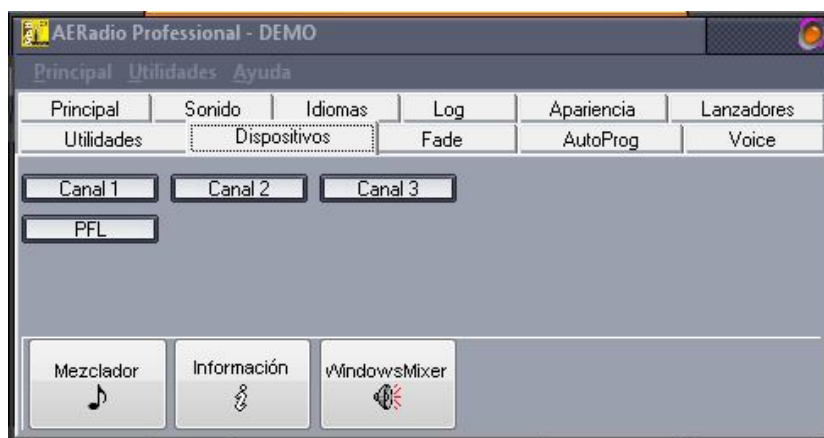 AERadio Professional - DEMO
Principal Utilidades Ayuda
Principal Sonido Idiomas Log Apariencia Lanzadores
Utilidades Dispositivos Fade AutoProg Voice
Canal 1 Canal 2 Canal 3
PFL
Mezclador Información WindowsMixer